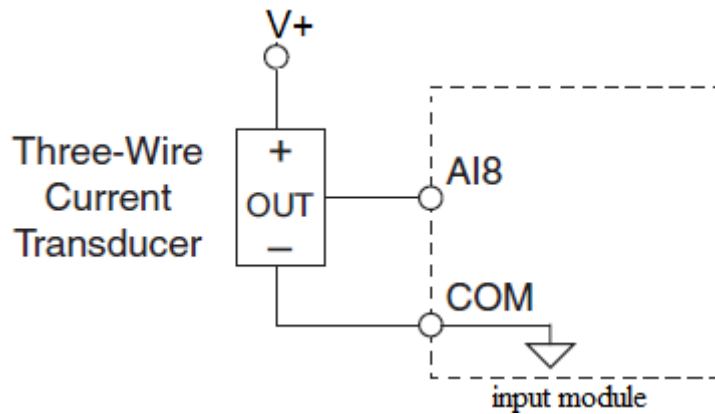 V+
Three-Wire
Current
Transducer
+
OUT
–
AI8
COM
input module